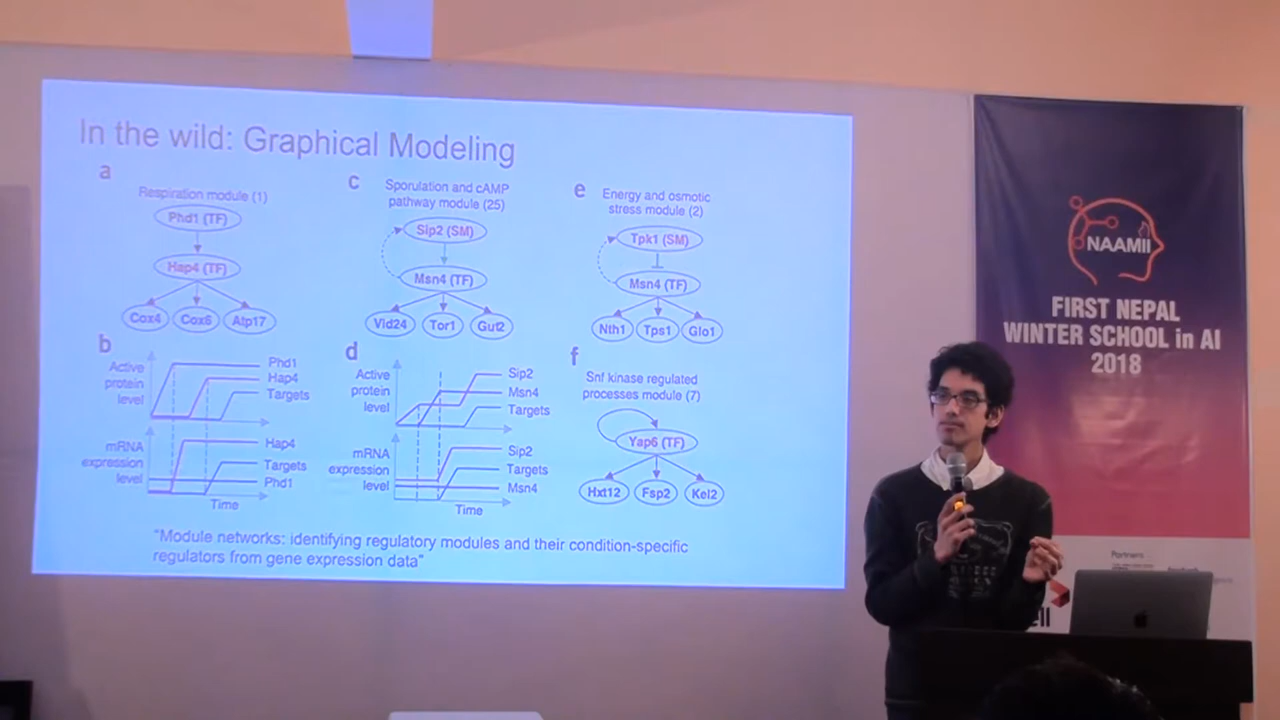 In the wild: Graphical Modeling
a
Respiration module (1)
Phd1 (TF)
Hap4 (TF)
Cox4
Cox6
Atp17
b
Active
protein
level
Phd1
Hap4
Targets
mRNA
expression
level
Hap4
Targets
Phd1
Time
c
Sporulation and cAMP
pathway module (25)
Sip2 (SM)
Msn4 (TF)
Vid24
Tor1
Gut2
d
Active
protein
level
Sip2
Msn4
Targets
mRNA
expression
level
Sip2
Targets
Msn4
Time
e
Energy and osmotic
stress module (2)
Tpk1 (SM)
Msn4 (TF)
Nth1
Tps1
Glo1
f
Snf kinase regulated
processes module (7)
Yap6 (TF)
Hxt12
Fsp2
Kel2
"Module networks: identifying regulatory modules and their condition-specific
regulators from gene expression data"
NAAMII
FIRST NEPAL
WINTER SCHOOL in AI
2018
Partners